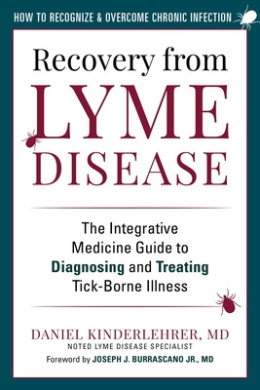 HOW TO RECOGNIZE & OVERCOME CHRONIC INFECTION
Recovery from
LYME
DISEASE
The Integrative
Medicine Guide to
Diagnosing and Treating
Tick-Borne Illness
DANIEL KINDERLEHRER, MD
NOTED LYME DISEASE SPECIALIST
Foreword by JOSEPH J. BURRASCANO JR., MD